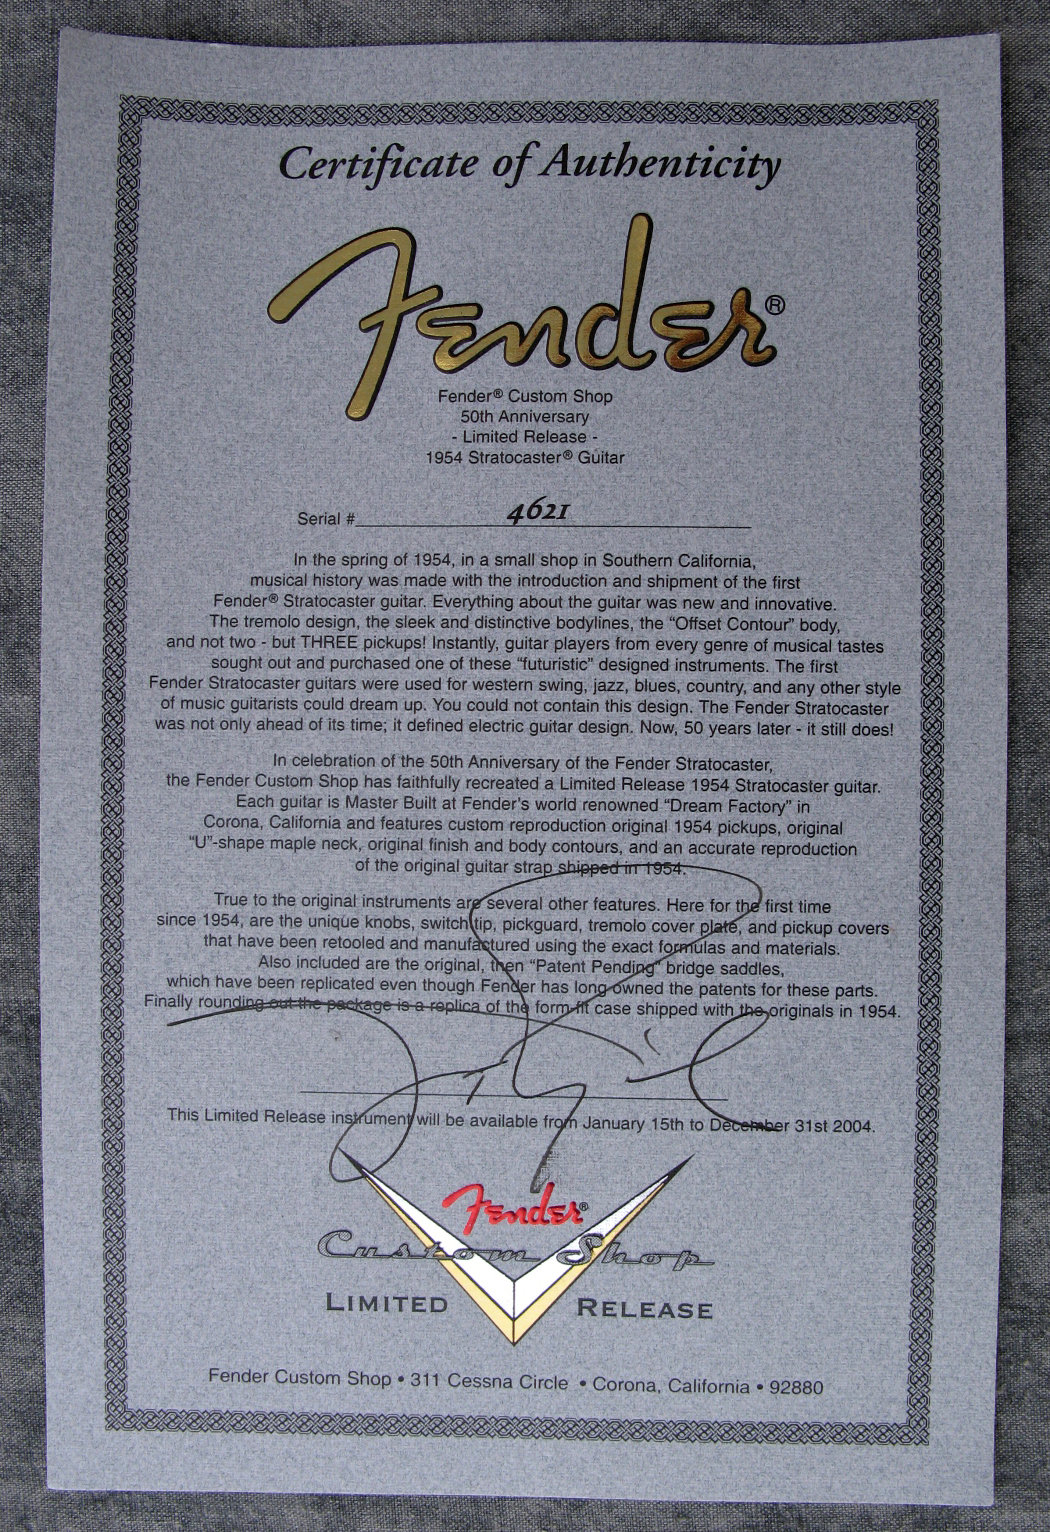 Certificate of Authenticity
Fender®
Fender® Custom Shop
50th Anniversary
- Limited Release -
1954 Stratocaster® Guitar
Serial # 4621
In the spring of 1954, in a small shop in Southern California,
musical history was made with the introduction and shipment of the first
Fender® Stratocaster guitar. Everything about the guitar was new and innovative.
The tremolo design, the sleek and distinctive bodylines, the “Offset Contour” body,
and not two - but THREE pickups! Instantly, guitar players from every genre of musical tastes
sought out and purchased one of these “futuristic” designed instruments. The first
Fender Stratocaster guitars were used for western swing, jazz, blues, country, and any other style
of music guitarists could dream up. You could not contain this design. The Fender Stratocaster
was not only ahead of its time; it defined electric guitar design. Now, 50 years later - it still does!
In celebration of the 50th Anniversary of the Fender Stratocaster,
the Fender Custom Shop has faithfully recreated a Limited Release 1954 Stratocaster guitar.
Each guitar is Master Built at Fender's world renowned “Dream Factory” in
Corona, California and features custom reproduction original 1954 pickups, original
“U”-shape maple neck, original finish and body contours, and an accurate reproduction
of the original guitar strap shipped in 1954.
True to the original instruments are several other features. Here for the first time
since 1954, are the unique knobs, switch tip, pickguard, tremolo cover plate, and pickup covers
that have been retooled and manufactured using the exact formulas and materials.
Also included are the original, then “Patent Pending” bridge saddles,
which have been replicated even though Fender has long owned the patents for these parts.
Finally rounding out the package is a replica of the form-fit case shipped with the originals in 1954.
This Limited Release instrument will be available from January 15th to December 31st 2004.
Fender®
Custom Shop
LIMITED RELEASE
Fender Custom Shop • 311 Cessna Circle • Corona, California • 92880